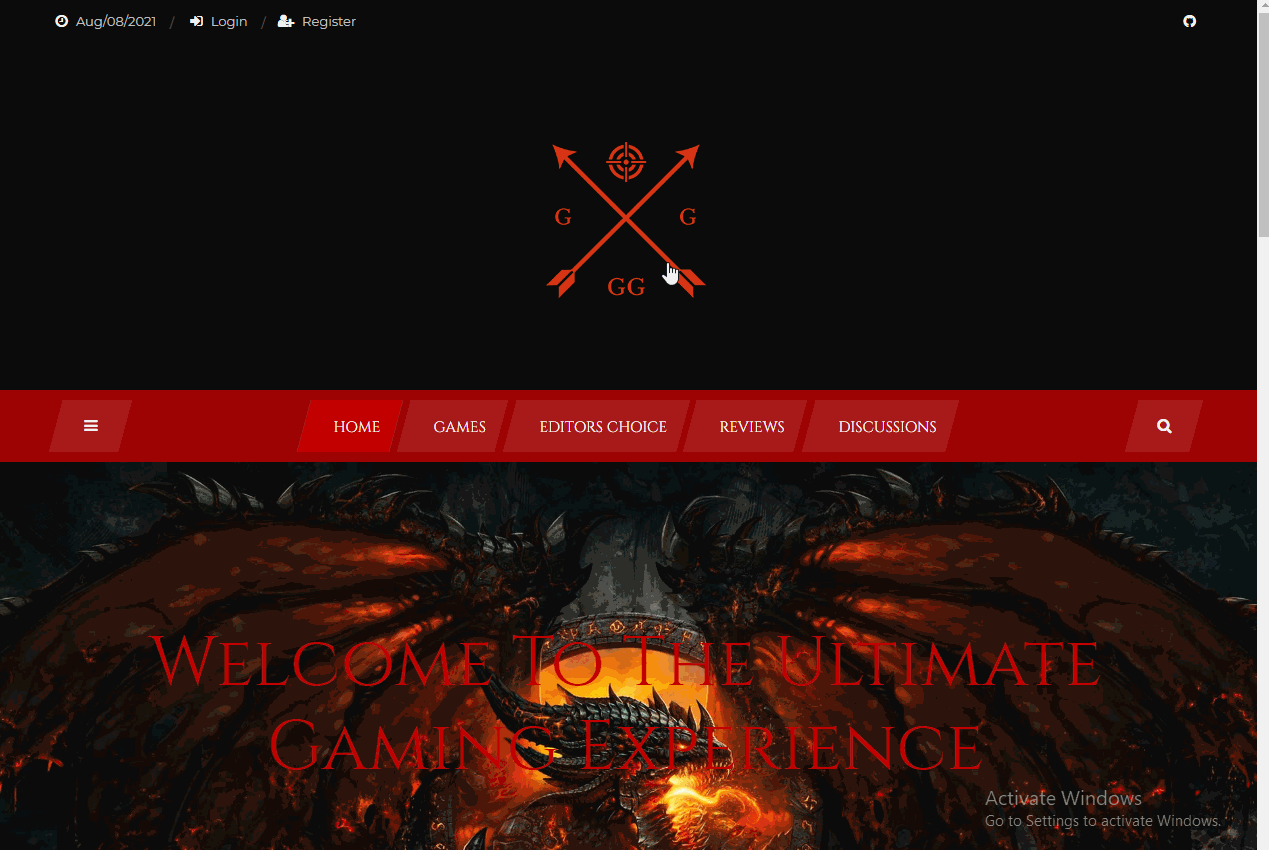 Aug/08/2021 / Login / Register
G G
GG
HOME GAMES EDITORS CHOICE REVIEWS DISCUSSIONS
Welcome To The Ultimate
Gaming Experience
Activate Windows
Go to Settings to activate Windows.